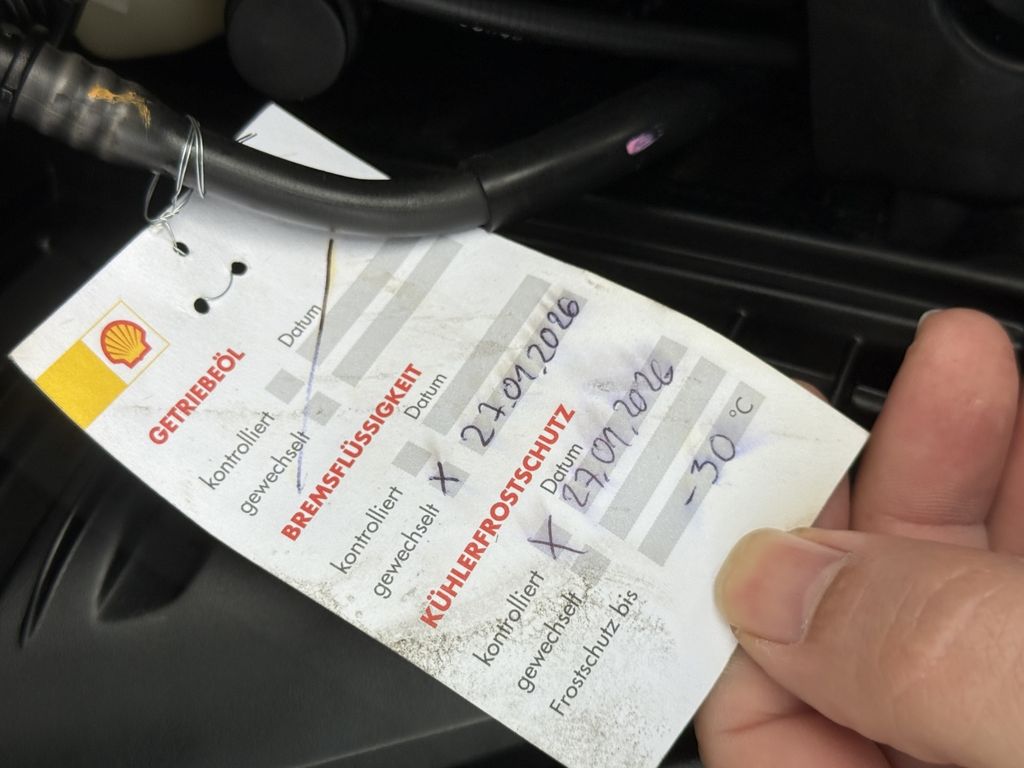 GETRIEBEÖL Datum
kontrolliert
gewechselt
BREMSFLÜSSIGKEIT Datum
kontrolliert
gewechselt X 27.01.2026
KÜHLERFROSTSCHUTZ Datum
kontrolliert X 27.01.2026
gewechselt
Frostschutz bis -30 °C